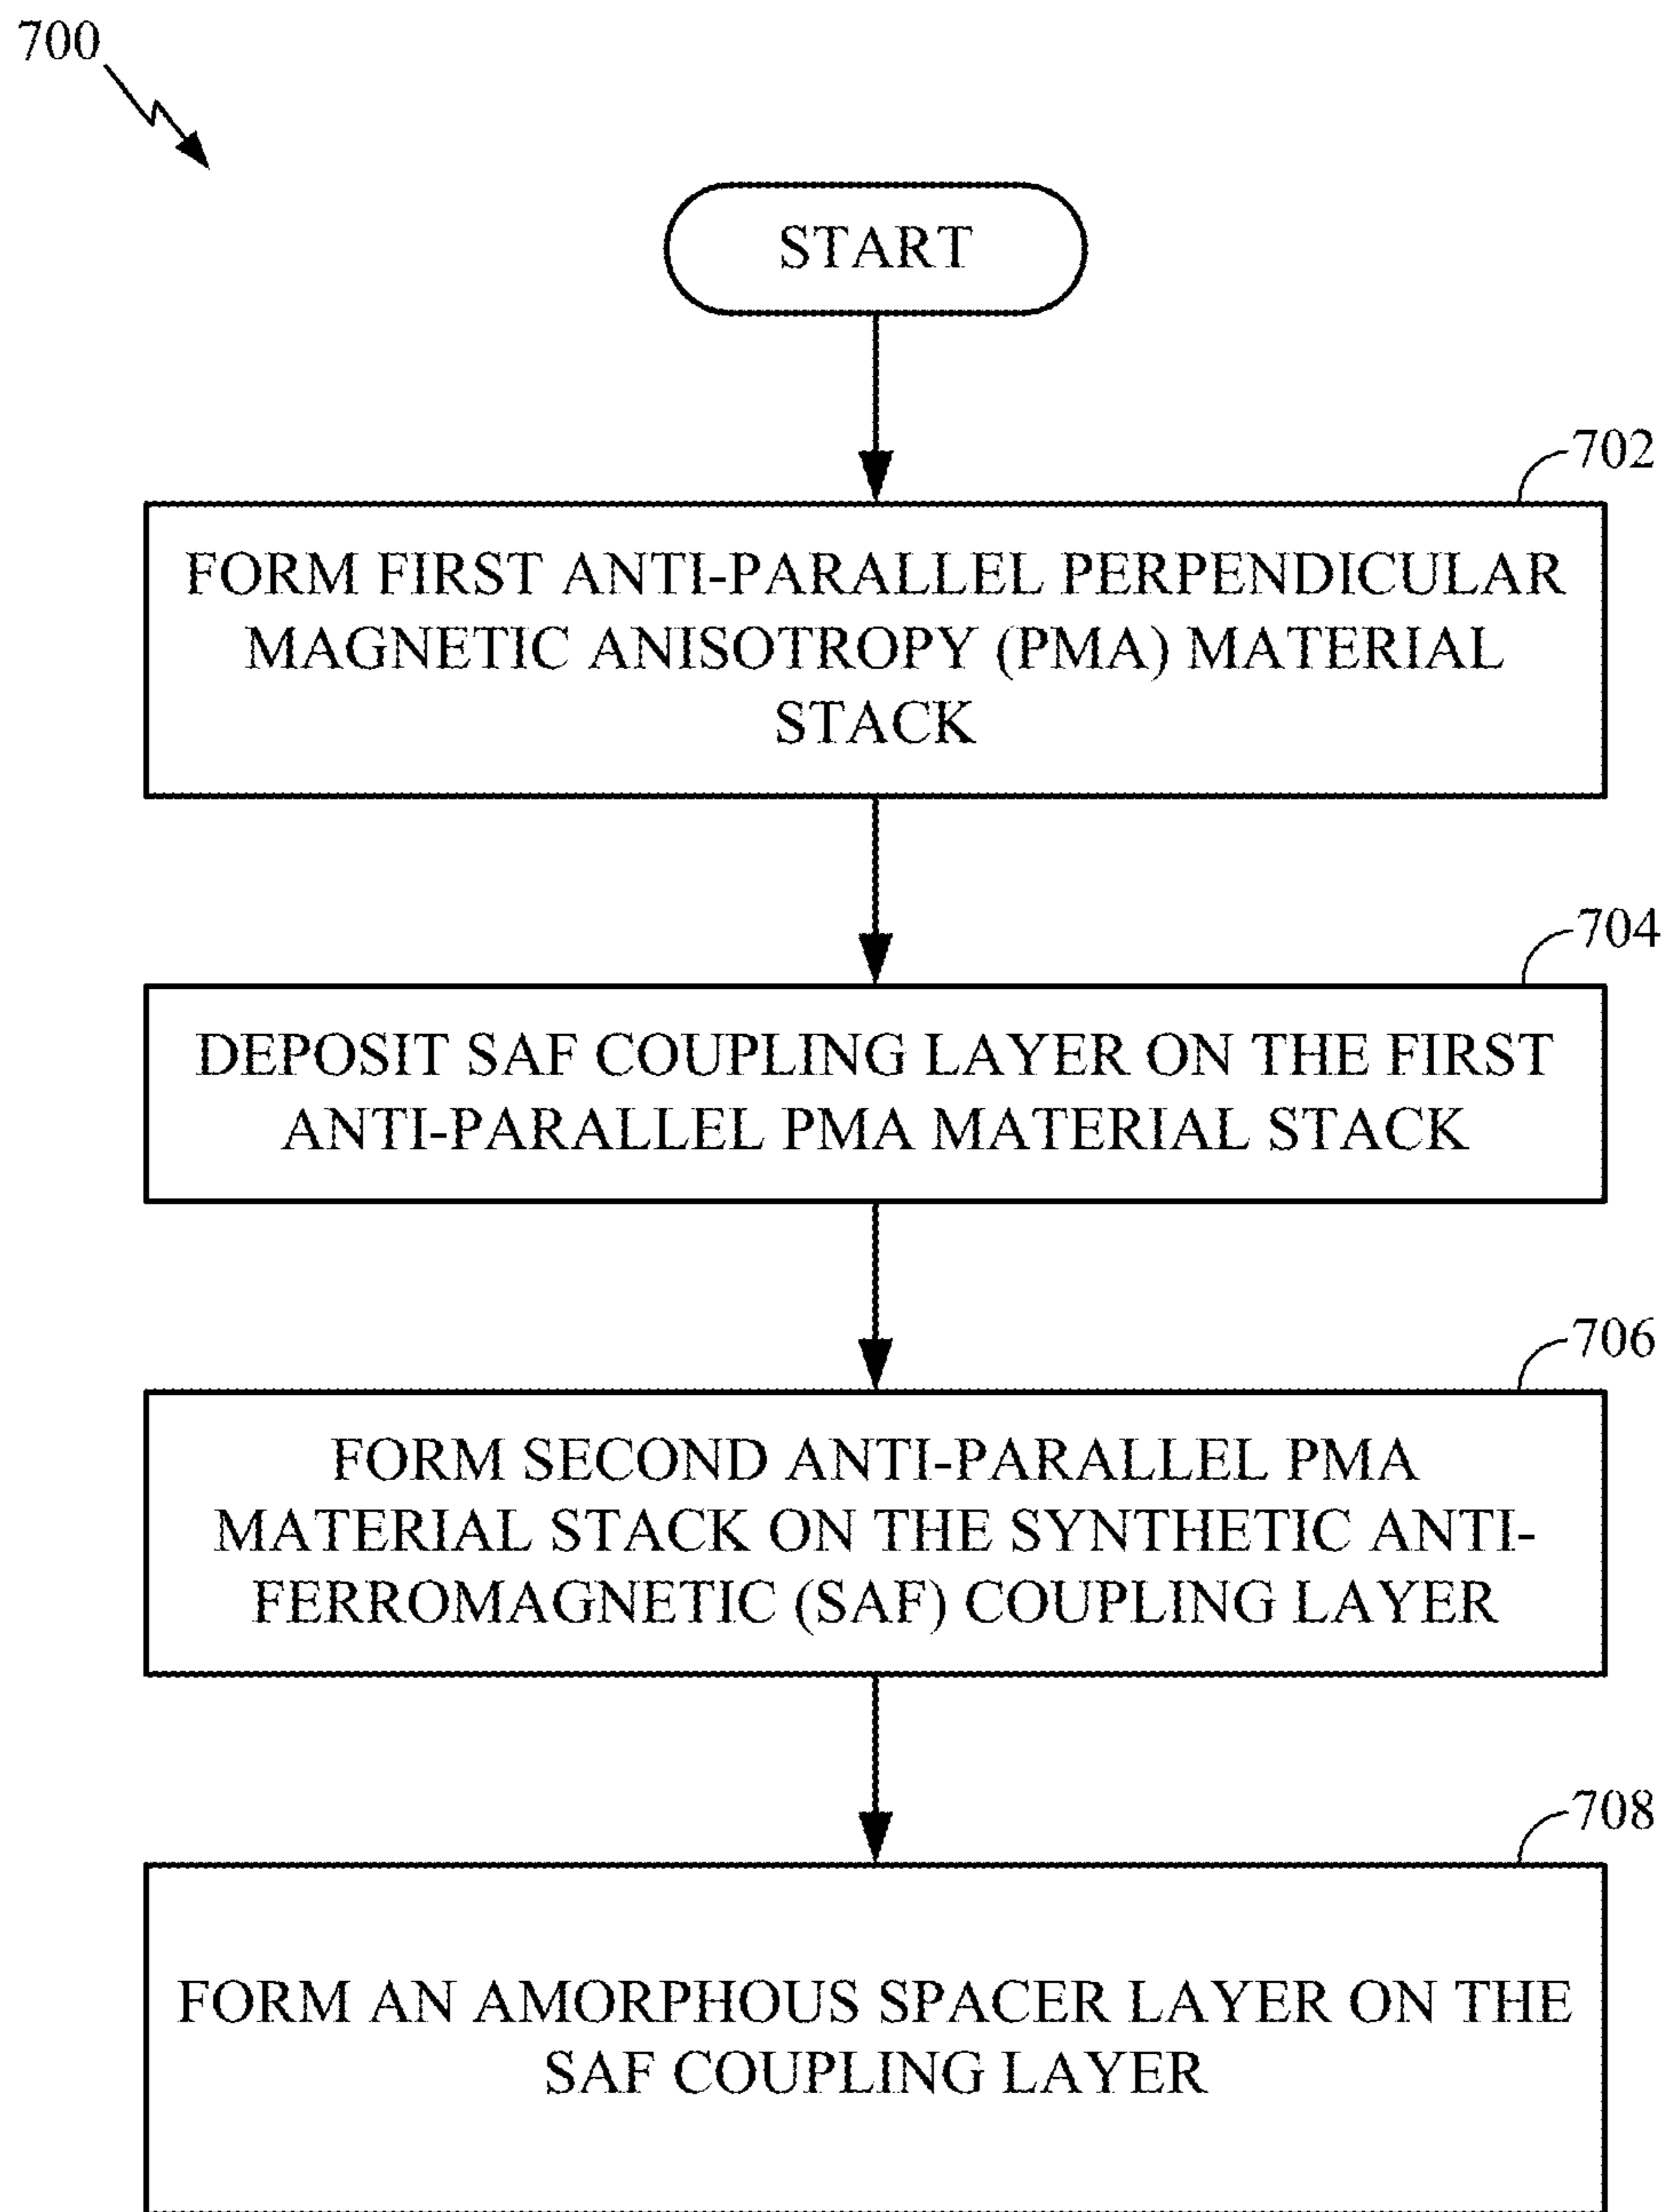 700
START
702
FORM FIRST ANTI-PARALLEL PERPENDICULAR
MAGNETIC ANISOTROPY (PMA) MATERIAL
STACK
704
DEPOSIT SAF COUPLING LAYER ON THE FIRST
ANTI-PARALLEL PMA MATERIAL STACK
706
FORM SECOND ANTI-PARALLEL PMA
MATERIAL STACK ON THE SYNTHETIC ANTI-
FERROMAGNETIC (SAF) COUPLING LAYER
708
FORM AN AMORPHOUS SPACER LAYER ON THE
SAF COUPLING LAYER